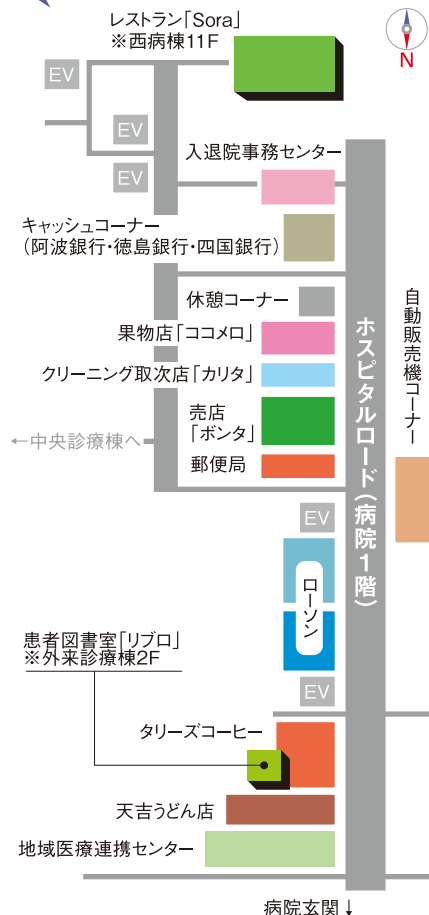 レストラン「Sora」
※西病棟11F
N
EV
EV
EV
入退院事務センター
キャッシュコーナー
(阿波銀行・徳島銀行・四国銀行)
休憩コーナー
果物店「ココメロ」
クリーニング取次店「カリタ」
売店
「ボンタ」
郵便局
←中央診療棟へ
自動販売機コーナー
ホスピタルロード(病院1階)
EV
ローソン
EV
患者図書室「リブロ」
※外来診療棟2F
タリーズコーヒー
天吉うどん店
地域医療連携センター
病院玄関↓